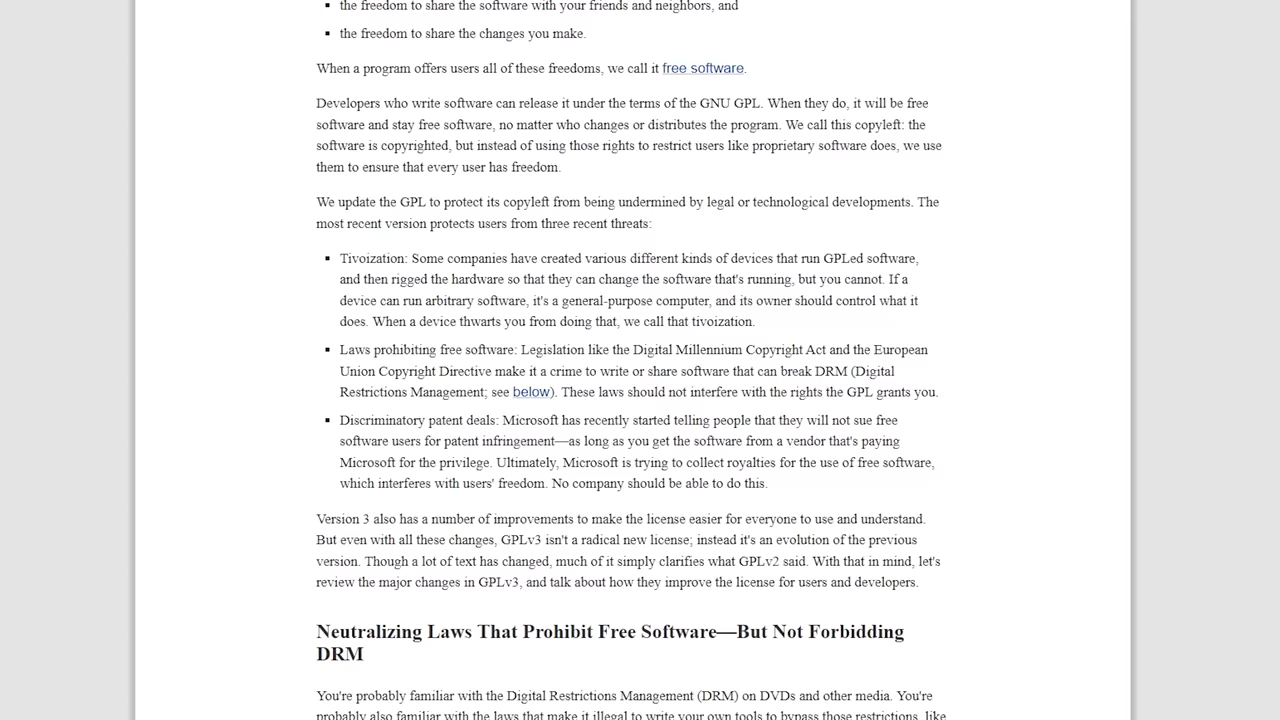 ▪ the freedom to share the software with your friends and neighbors, and
▪ the freedom to share the changes you make.
When a program offers users all of these freedoms, we call it free software.
Developers who write software can release it under the terms of the GNU GPL. When they do, it will be free
software and stay free software, no matter who changes or distributes the program. We call this copyleft: the
software is copyrighted, but instead of using those rights to restrict users like proprietary software does, we use
them to ensure that every user has freedom.
We update the GPL to protect its copyleft from being undermined by legal or technological developments. The
most recent version protects users from three recent threats:
▪ Tivoization: Some companies have created various different kinds of devices that run GPLed software,
and then rigged the hardware so that they can change the software that's running, but you cannot. If a
device can run arbitrary software, it's a general-purpose computer, and its owner should control what it
does. When a device thwarts you from doing that, we call that tivoization.
▪ Laws prohibiting free software: Legislation like the Digital Millennium Copyright Act and the European
Union Copyright Directive make it a crime to write or share software that can break DRM (Digital
Restrictions Management; see below). These laws should not interfere with the rights the GPL grants you.
▪ Discriminatory patent deals: Microsoft has recently started telling people that they will not sue free
software users for patent infringement—as long as you get the software from a vendor that's paying
Microsoft for the privilege. Ultimately, Microsoft is trying to collect royalties for the use of free software,
which interferes with users' freedom. No company should be able to do this.
Version 3 also has a number of improvements to make the license easier for everyone to use and understand.
But even with all these changes, GPLv3 isn't a radical new license; instead it's an evolution of the previous
version. Though a lot of text has changed, much of it simply clarifies what GPLv2 said. With that in mind, let's
review the major changes in GPLv3, and talk about how they improve the license for users and developers.
Neutralizing Laws That Prohibit Free Software—But Not Forbidding
DRM
You're probably familiar with the Digital Restrictions Management (DRM) on DVDs and other media. You're
probably also familiar with the laws that make it illegal to write your own tools to bypass those restrictions, like